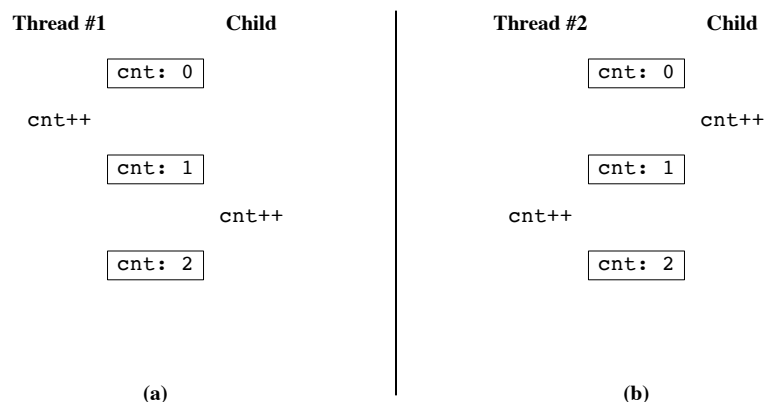 Thread #1 Child
cnt: 0
cnt++
cnt: 1
cnt++
cnt: 2
(a)
Thread #2 Child
cnt: 0
cnt++
cnt: 1
cnt++
cnt: 2
(b)